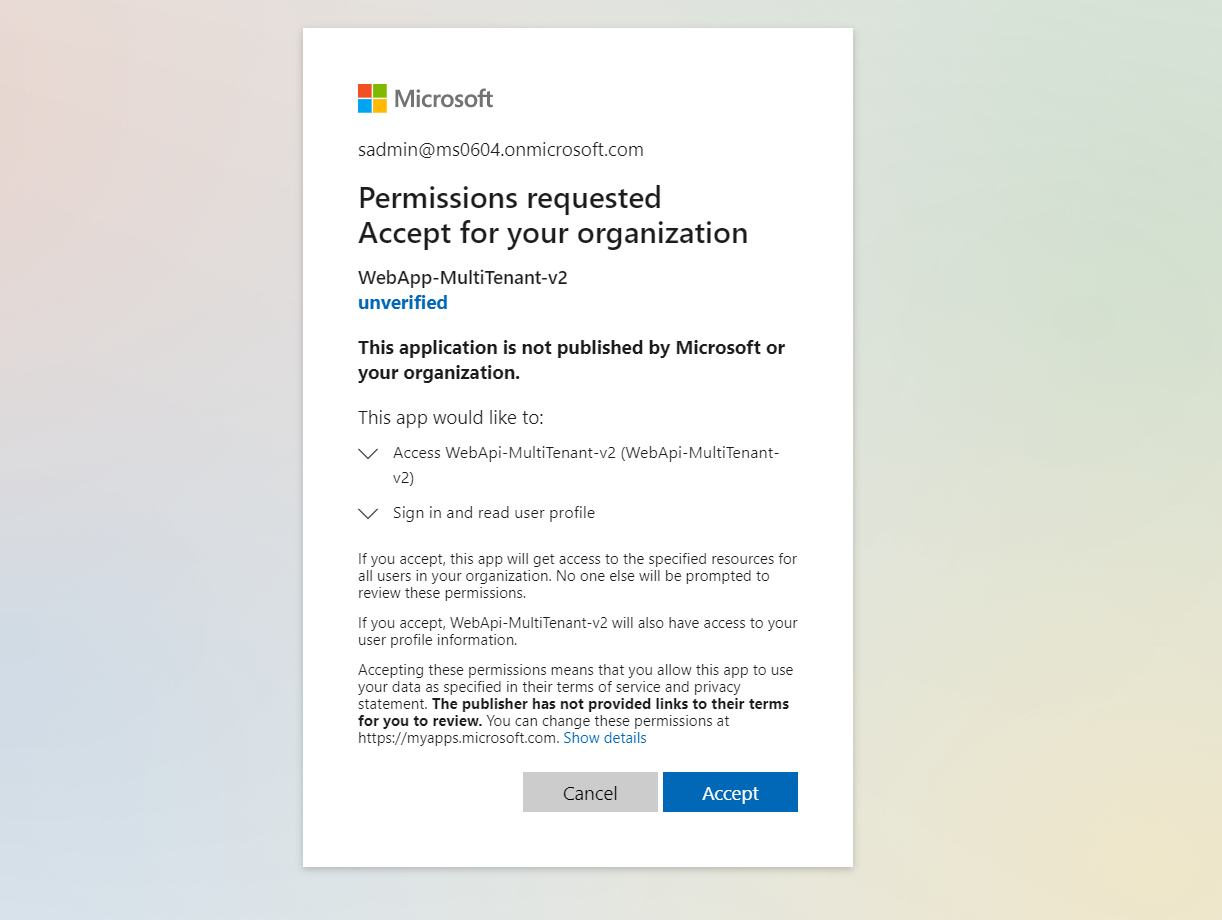 Microsoft
sadmin@ms0604.onmicrosoft.com
Permissions requested
Accept for your organization
WebApp-MultiTenant-v2
unverified
This application is not published by Microsoft or
your organization.
This app would like to:
Access WebApi-MultiTenant-v2 (WebApi-MultiTenant-
v2)
Sign in and read user profile
If you accept, this app will get access to the specified resources for
all users in your organization. No one else will be prompted to
review these permissions.
If you accept, WebApi-MultiTenant-v2 will also have access to your
user profile information.
Accepting these permissions means that you allow this app to use
your data as specified in their terms of service and privacy
statement. The publisher has not provided links to their terms
for you to review. You can change these permissions at
https://myapps.microsoft.com. Show details
Cancel Accept